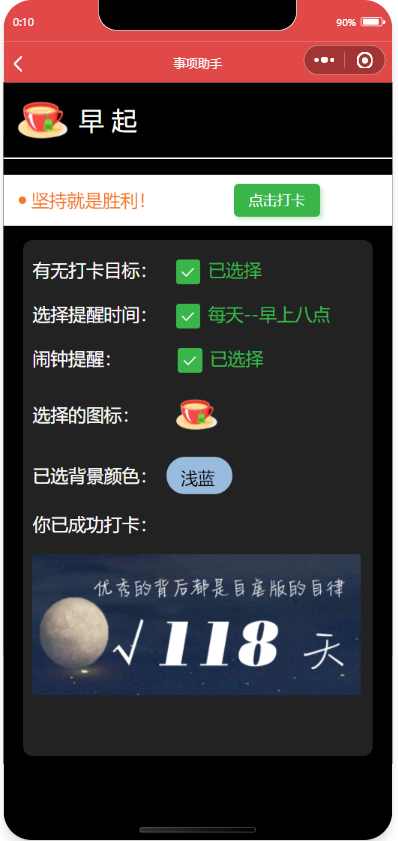 0:10 90%
事项助手
早起
坚持就是胜利! 点击打卡
有无打卡目标: 已选择
选择提醒时间: 每天--早上八点
闹钟提醒: 已选择
选择的图标:
已选背景颜色: 浅蓝
你已成功打卡:
优秀的背后都是自虐版的自律
√118 天